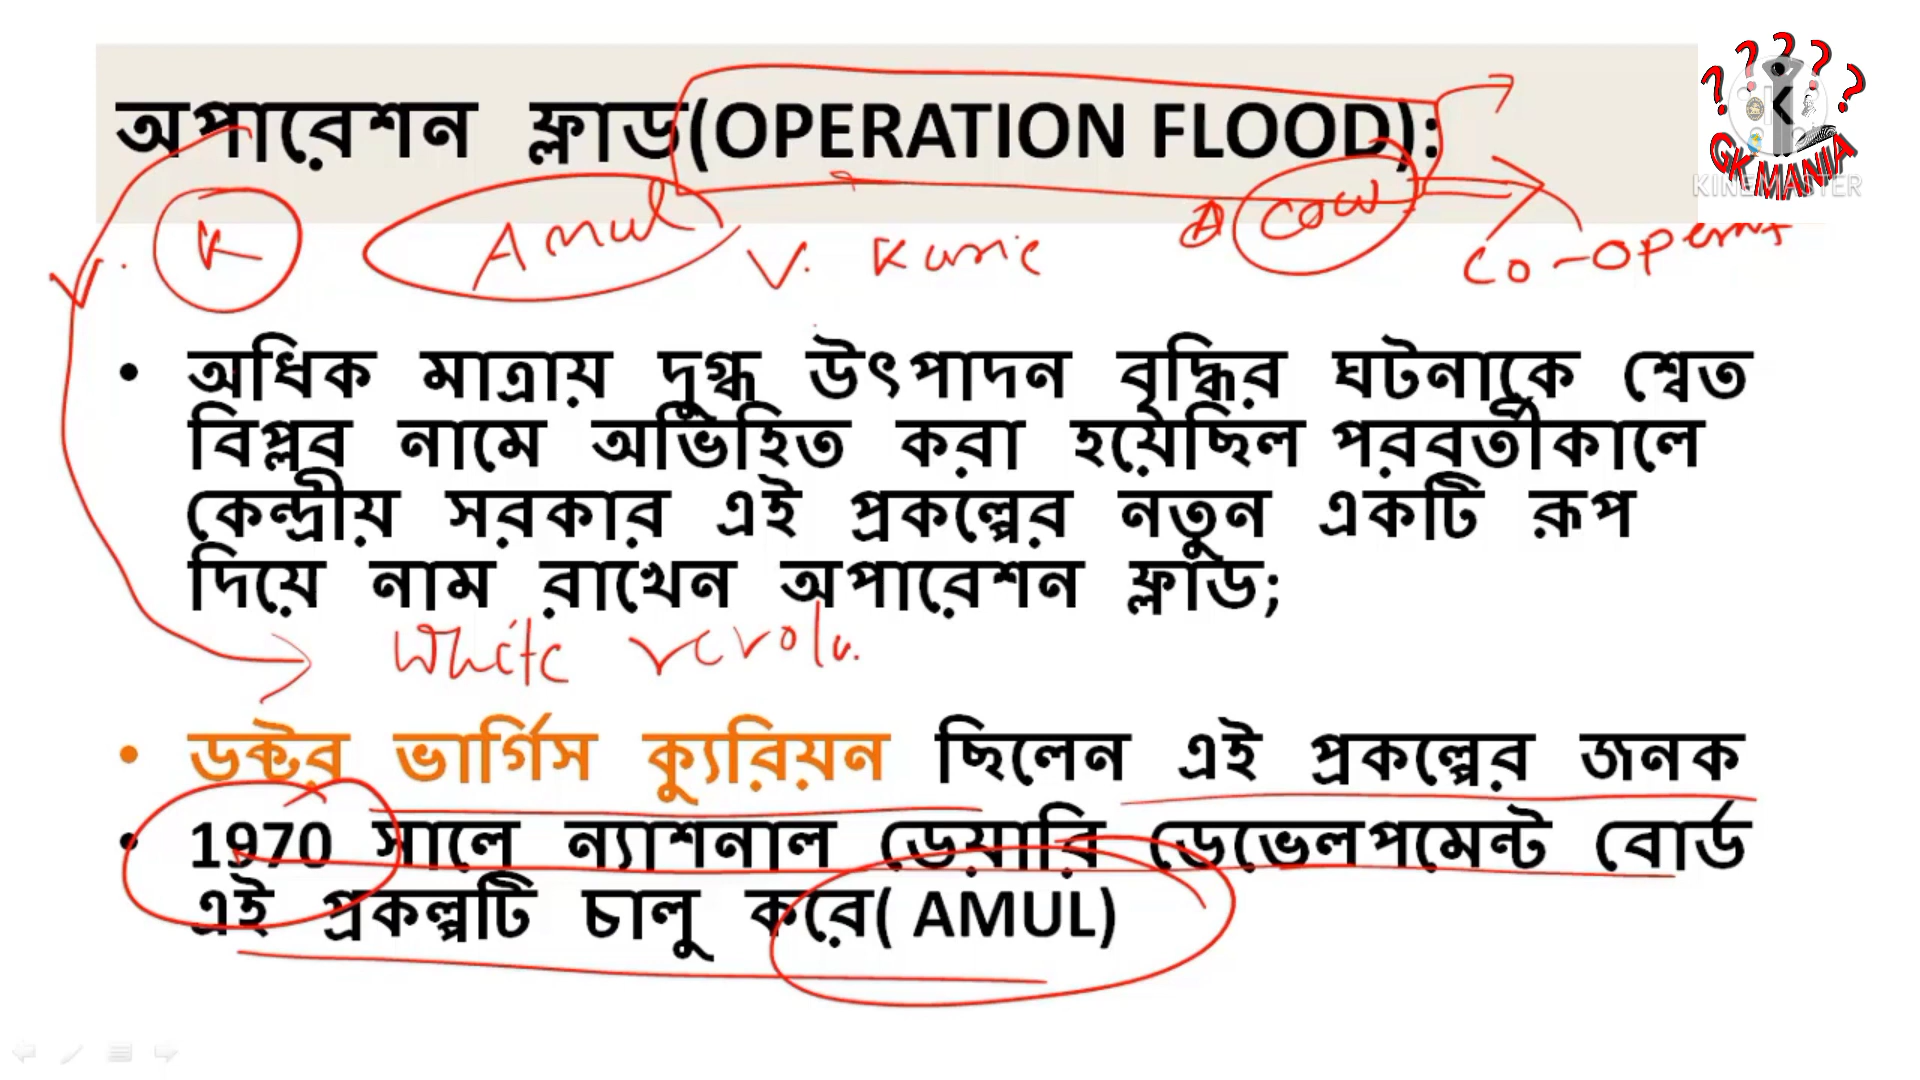 অপারেশন ফ্লাড(OPERATION FLOOD):
GK MANIA
KINEMASTER
K Amul V. Cow Co-opera
• অধিক মাত্রায় দুগ্ধ উৎপাদন বৃদ্ধির ঘটনাকে শ্বেত
বিপ্লব নামে অভিহিত করা হয়েছিল পরবর্তীকালে
কেন্দ্রীয় সরকার এই প্রকল্পের নতুন একটি রূপ
দিয়ে নাম রাখেন অপারেশন ফ্লাড;
White revolu.
• ডক্টর ভার্গিস ক্যুরিয়ন ছিলেন এই প্রকল্পের জনক
• 1970 সালে ন্যাশনাল ডেয়ারি ডেভেলপমেন্ট বোর্ড
এই প্রকল্পটি চালু করে( AMUL)